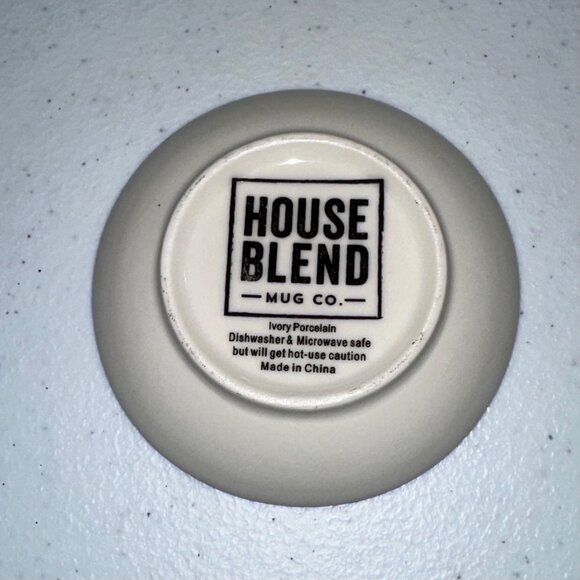 HOUSE
BLEND
—MUG CO.—
Ivory Porcelain
Dishwasher & Microwave safe
but will get hot-use caution
Made in China